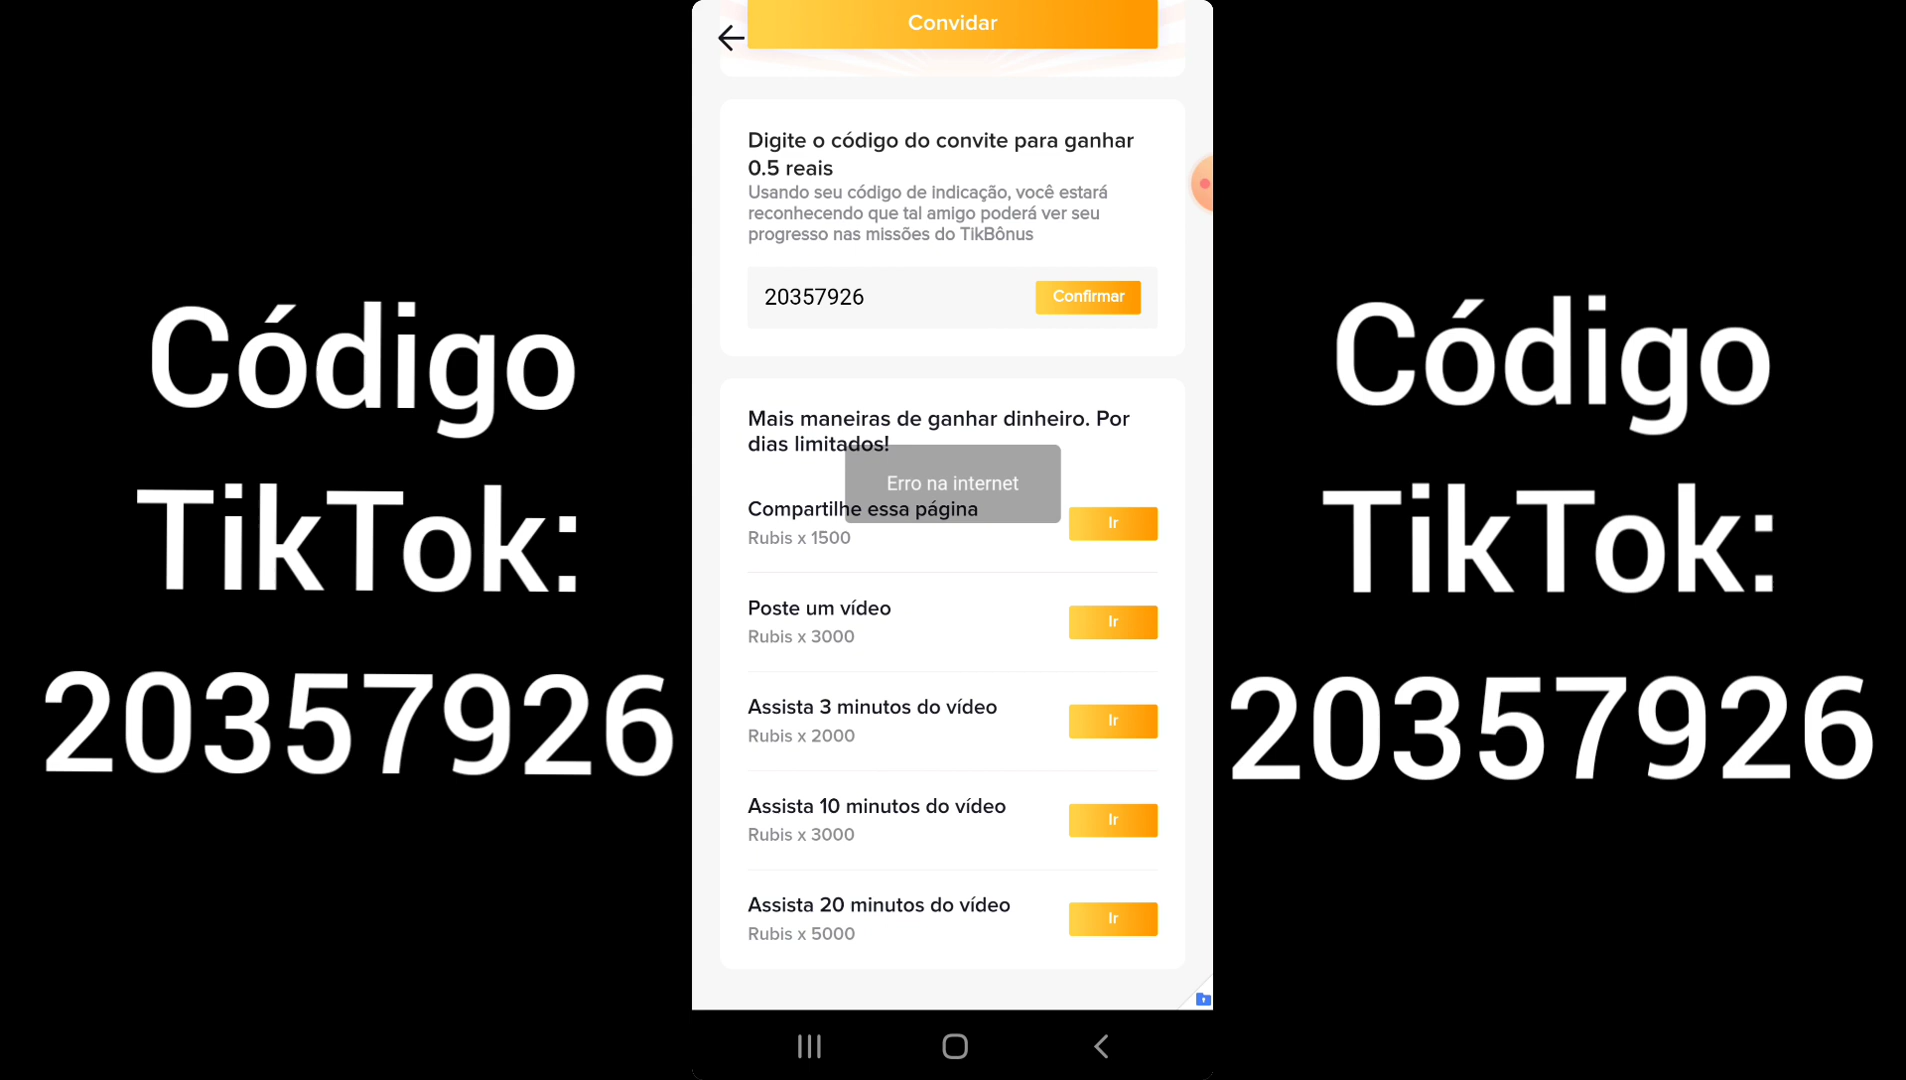 Código
TikTok:
20357926
Convidar
Digite o código do convite para ganhar
0.5 reais
Usando seu código de indicação, você estará
reconhecendo que tal amigo poderá ver seu
progresso nas missões do TikBônus
20357926
Confirmar
Mais maneiras de ganhar dinheiro. Por
dias limitados!
Erro na internet
Compartilhe essa página
Rubis x 1500
Ir
Poste um vídeo
Rubis x 3000
Ir
Assista 3 minutos do vídeo
Rubis x 2000
Ir
Assista 10 minutos do vídeo
Rubis x 3000
Ir
Assista 20 minutos do vídeo
Rubis x 5000
Ir
Código
TikTok:
20357926